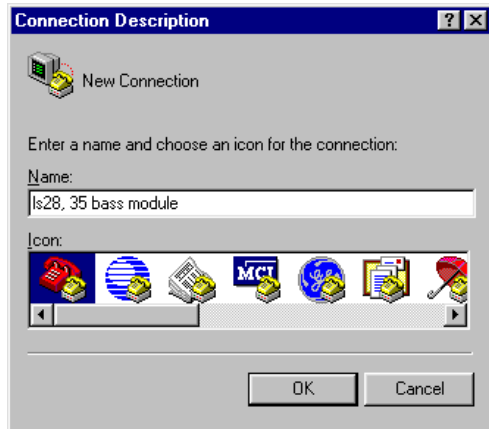 Connection Description
New Connection
Enter a name and choose an icon for the connection:
Name:
ls28, 35 bass module
Icon:
MCI
OK
Cancel